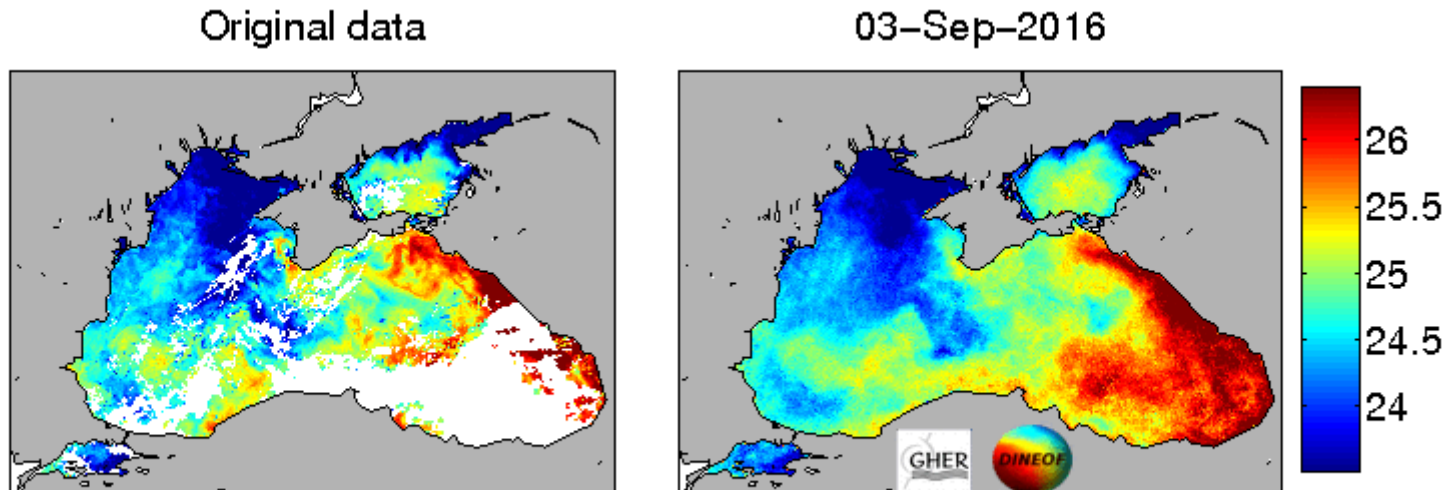 Original data
03-Sep-2016
26
25.5
25
24.5
24
GHER
DINEOF